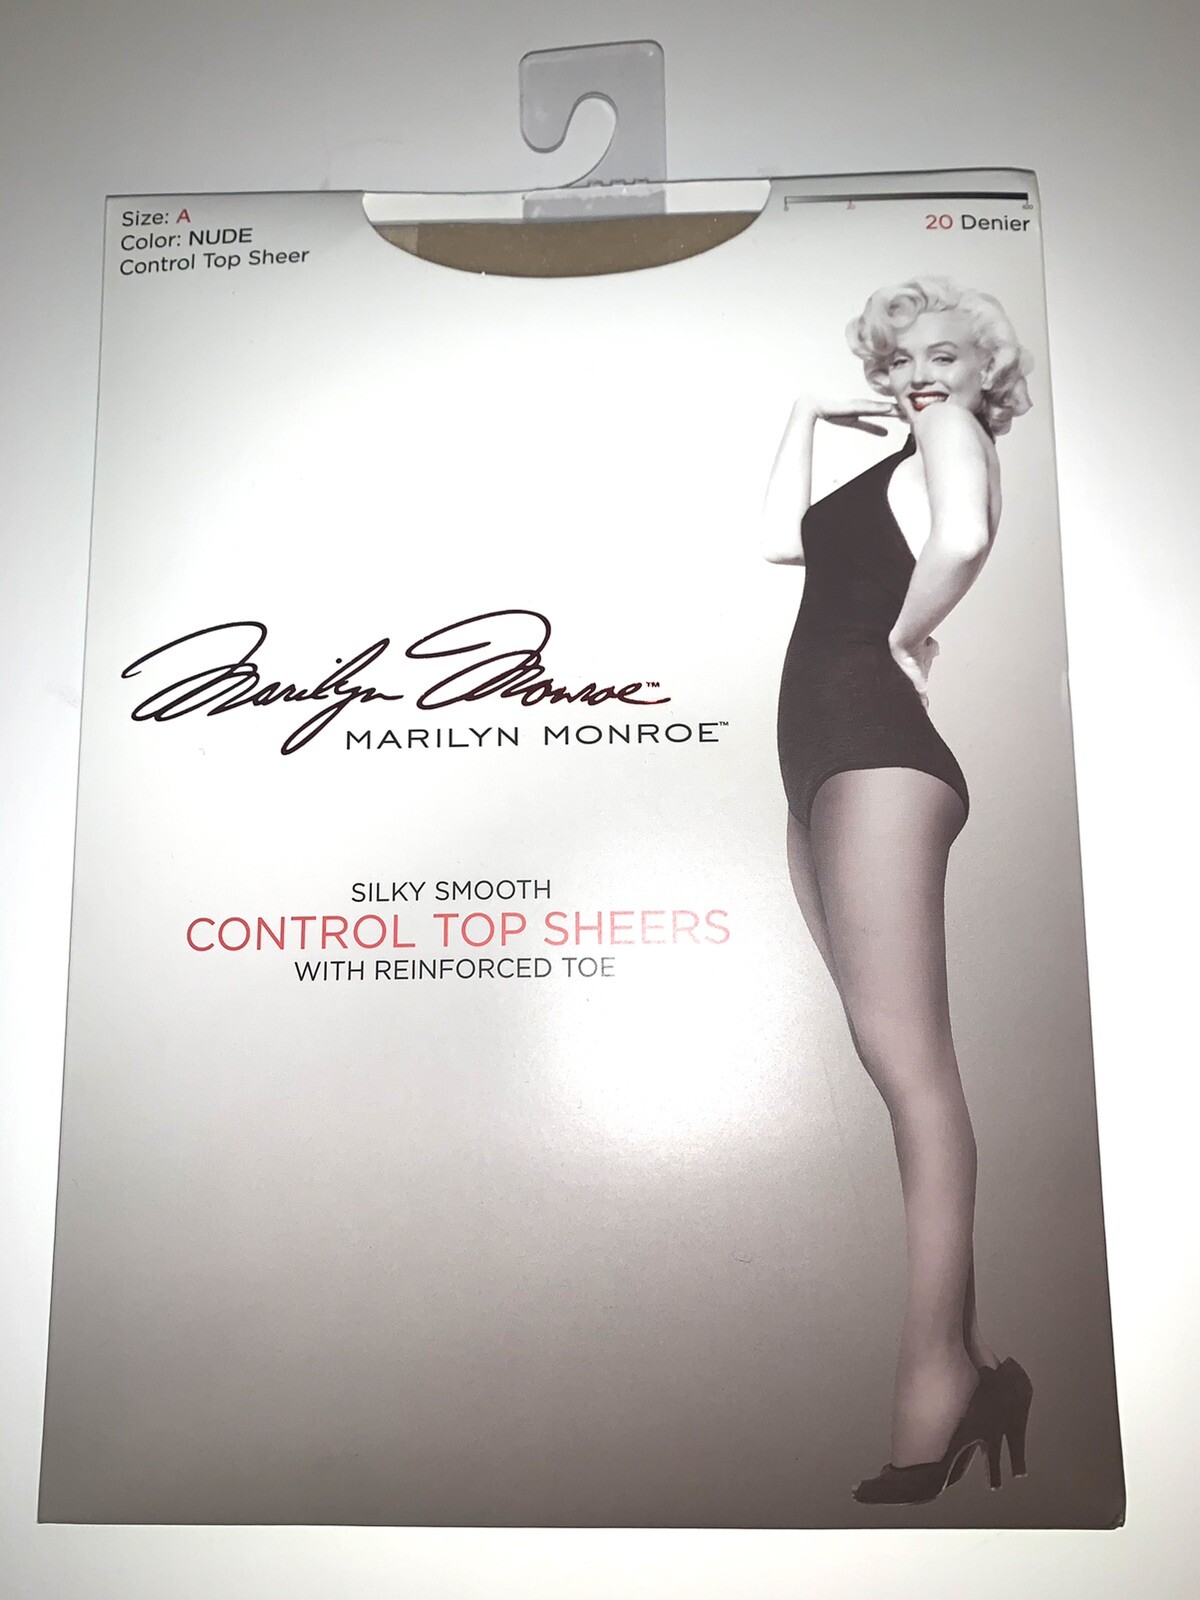 Size: A
Color: NUDE
Control Top Sheer
20 Denier
Marilyn Monroe™
MARILYN MONROE™
SILKY SMOOTH
CONTROL TOP SHEERS
WITH REINFORCED TOE